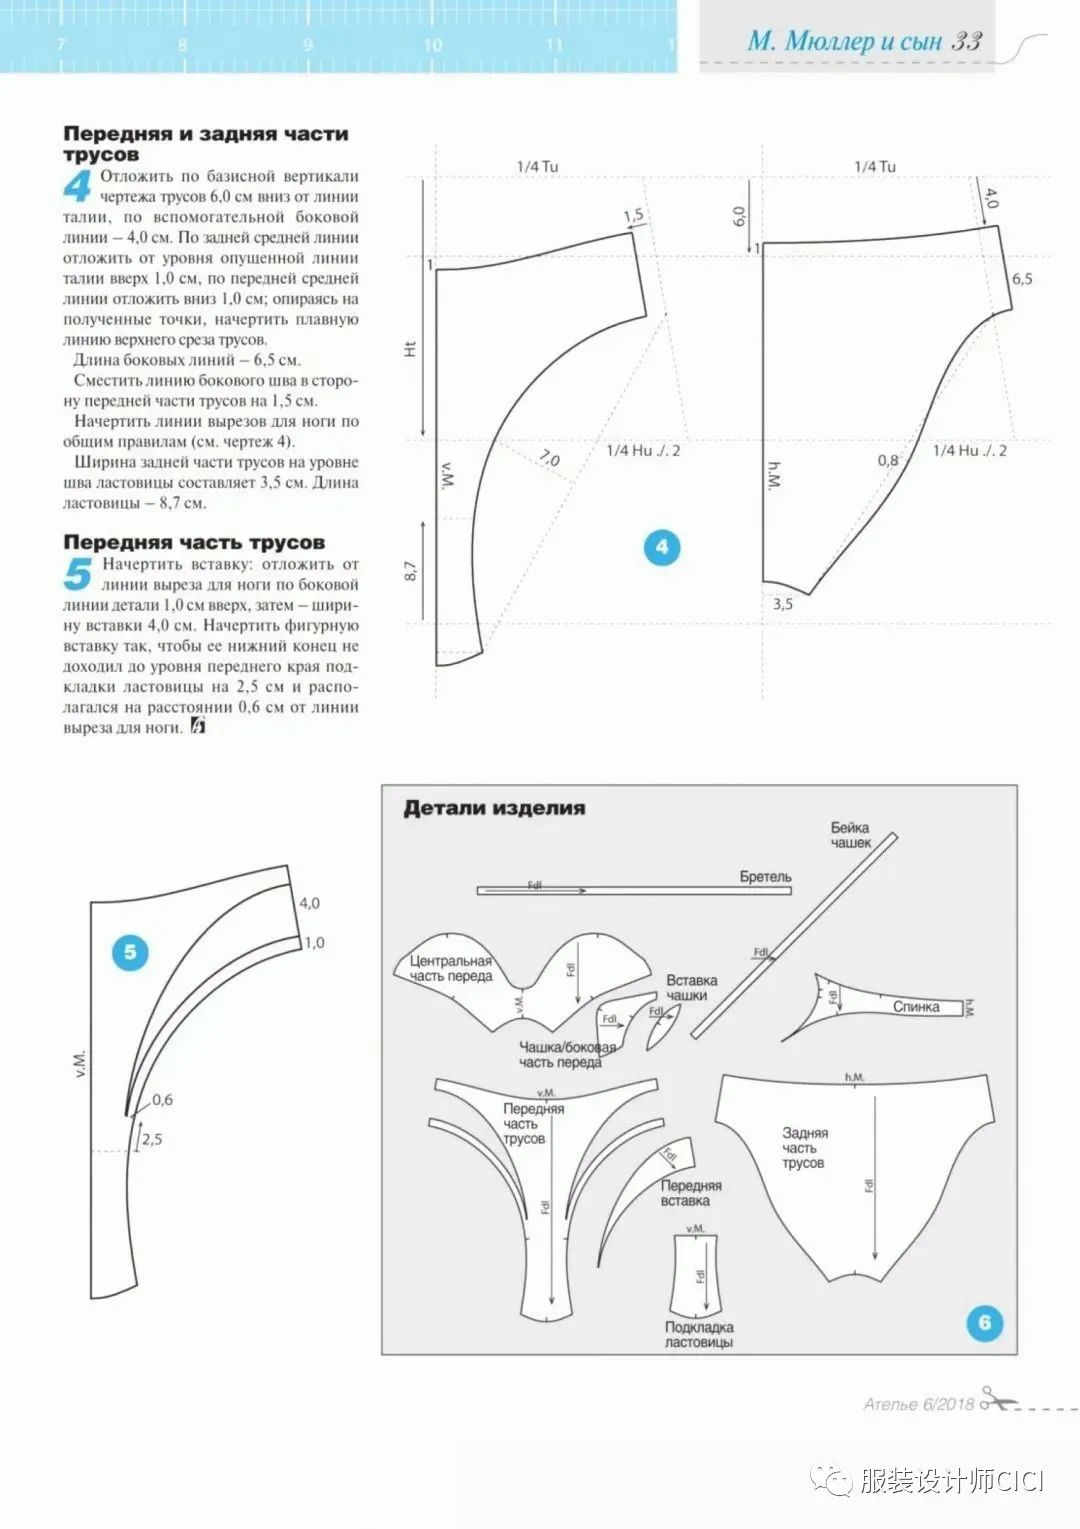 7 8 9 10 11 1
М. Мюллер и сын 33
Передняя и задняя части
трусов
4 Отложить по базисной вертикали
чертежа трусов 6,0 см вниз от линии
талии, по вспомогательной боковой
линии – 4,0 см. По задней средней линии
отложить от уровня опущенной линии
талии вверх 1,0 см, по передней средней
линии отложить вниз 1,0 см; опираясь на
полученные точки, начертить плавную
линию верхнего среза трусов.
Длина боковых линий – 6,5 см.
Сместить линию бокового шва в сторо-
ну передней части трусов на 1,5 см.
Начертить линии вырезов для ноги по
общим правилам (см. чертеж 4).
Ширина задней части трусов на уровне
шва ластовицы составляет 3,5 см. Длина
ластовицы – 8,7 см.
Передняя часть трусов
5 Начертить вставку: отложить от
линии выреза для ноги по боковой
линии детали 1,0 см вверх, затем – шири-
ну вставки 4,0 см. Начертить фигурную
вставку так, чтобы ее нижний конец не
доходил до уровня переднего края под-
кладки ластовицы на 2,5 см и распо-
лагался на расстоянии 0,6 см от линии
выреза для ноги.
1/4 Tu
1/4 Tu
1,5
6,0
4,0
1
1
6,5
Ht
7,0
1/4 Hu ./. 2
0,8
1/4 Hu ./. 2
v.M.
h.M.
4
8,7
3,5
5
4,0
1,0
v.M.
0,6
2,5
Детали изделия
Бейка
чашек
Бретель
Fdl
Fdl
Центральная
часть переда
Fdl
v.M.
Вставка
чашки
Fdl
Fdl
Чашка/боковая
часть переда
Fdl
Спинка
h.M.
v.M.
Передняя
часть
трусов
Fdl
Fdl
Передняя
вставка
v.M.
Fdl
Подкладка
ластовицы
h.M.
Задняя
часть
трусов
Fdl
6
Ателье 6/2018
服装设计师CICI